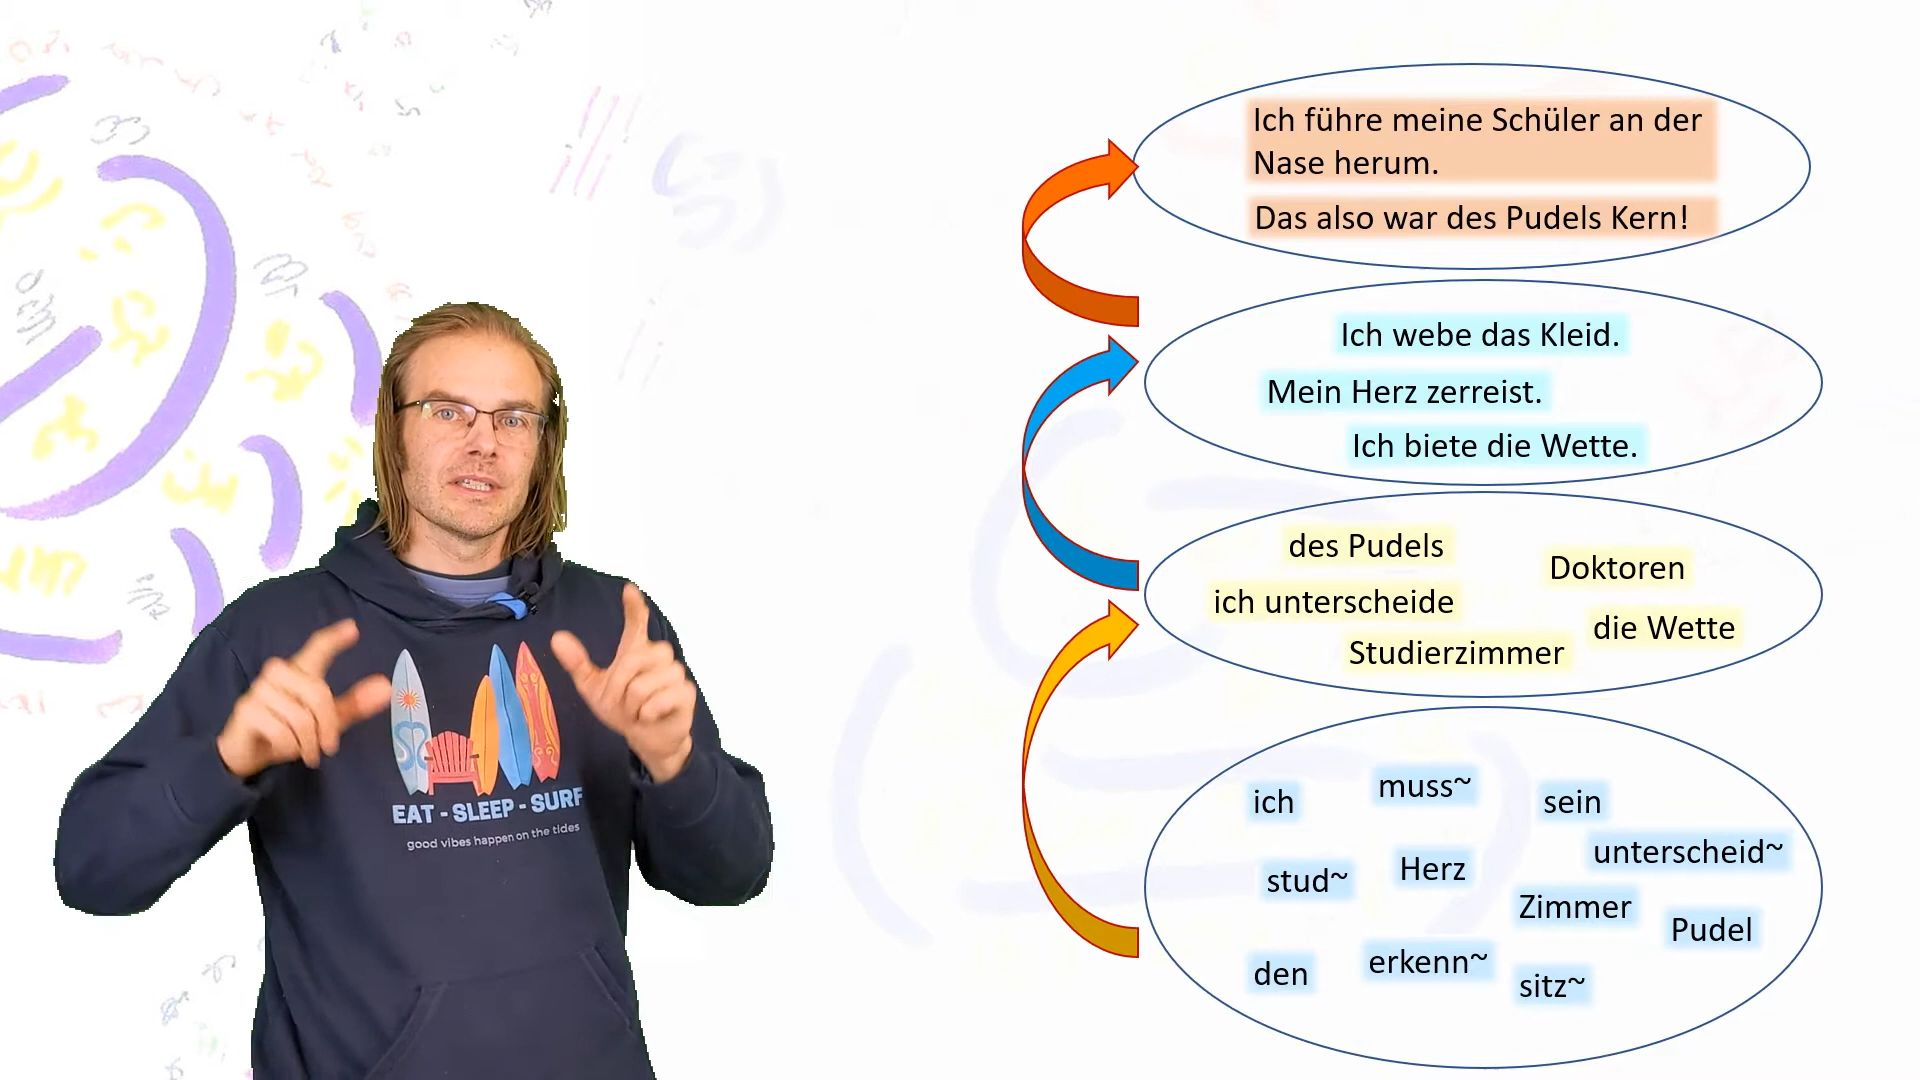 Ich führe meine Schüler an der
Nase herum.
Das also war des Pudels Kern!
Ich webe das Kleid.
Mein Herz zerreist.
Ich biete die Wette.
des Pudels
Doktoren
ich unterscheide
die Wette
Studierzimmer
ich
muss~
sein
unterscheid~
stud~
Herz
Zimmer
Pudel
den
erkenn~
sitz~
EAT - SLEEP - SURF
good vibes happen on the tides